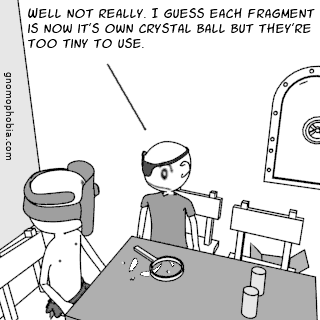 WELL NOT REALLY. I GUESS EACH FRAGMENT
IS NOW IT'S OWN CRYSTAL BALL BUT THEY'RE
TOO TINY TO USE.
gnomophobia.com